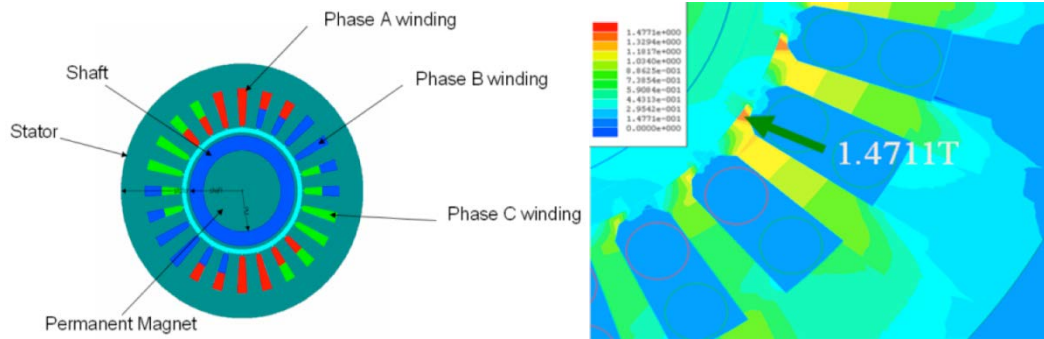 Phase A winding
Shaft
Phase B winding
Stator
Phase C winding
Permanent Magnet
1.4771e+000
1.3294e+000
1.1817e+000
1.0340e+000
8.8625e-001
7.3854e-001
5.9084e-001
4.4313e-001
2.9542e-001
1.4771e-001
0.0000e+000
1.4711T